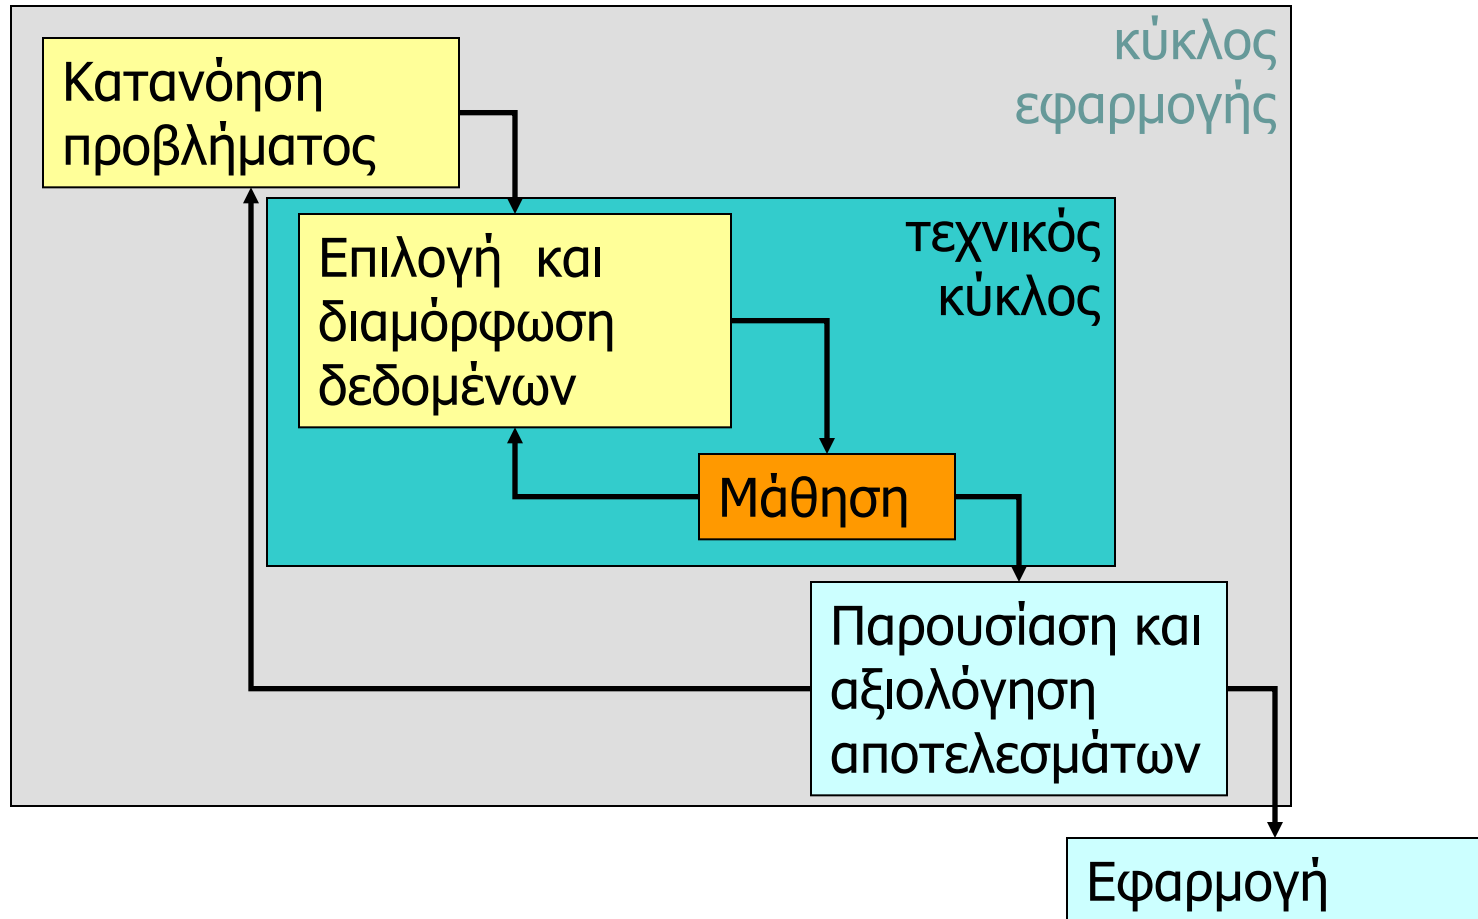 κύκλος
εφαρμογής
Κατανόηση
προβλήματος
τεχνικός
κύκλος
Επιλογή και
διαμόρφωση
δεδομένων
Μάθηση
Παρουσίαση και
αξιολόγηση
αποτελεσμάτων
Εφαρμογή